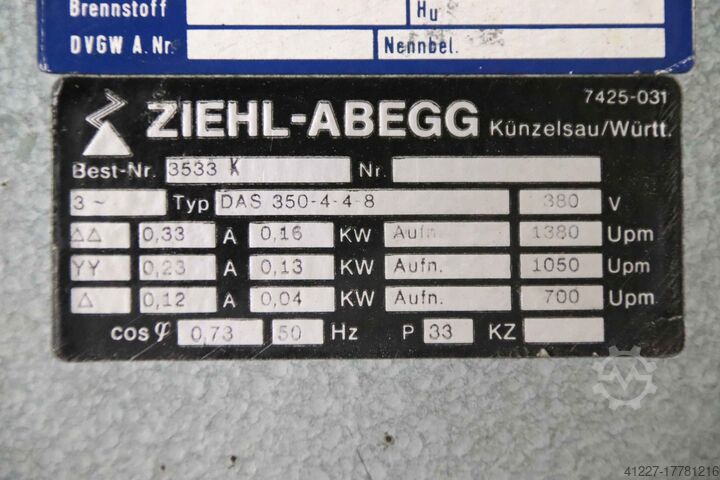 Brennstoff Hu
DVGW A.Nr. Nennbel.
7425-031
ZIEHL-ABEGG Künzelsau/Württ.
Best-Nr. 3533 K Nr.
3~ Typ DAS 350-4-4-8 380 V
ΔΔ 0,33 A 0,16 KW Aufn. 1380 Upm
YY 0,23 A 0,13 KW Aufn. 1050 Upm
Δ 0,12 A 0,04 KW Aufn. 700 Upm
cos φ 0,73 50 Hz P 33 KZ
41227-17781216